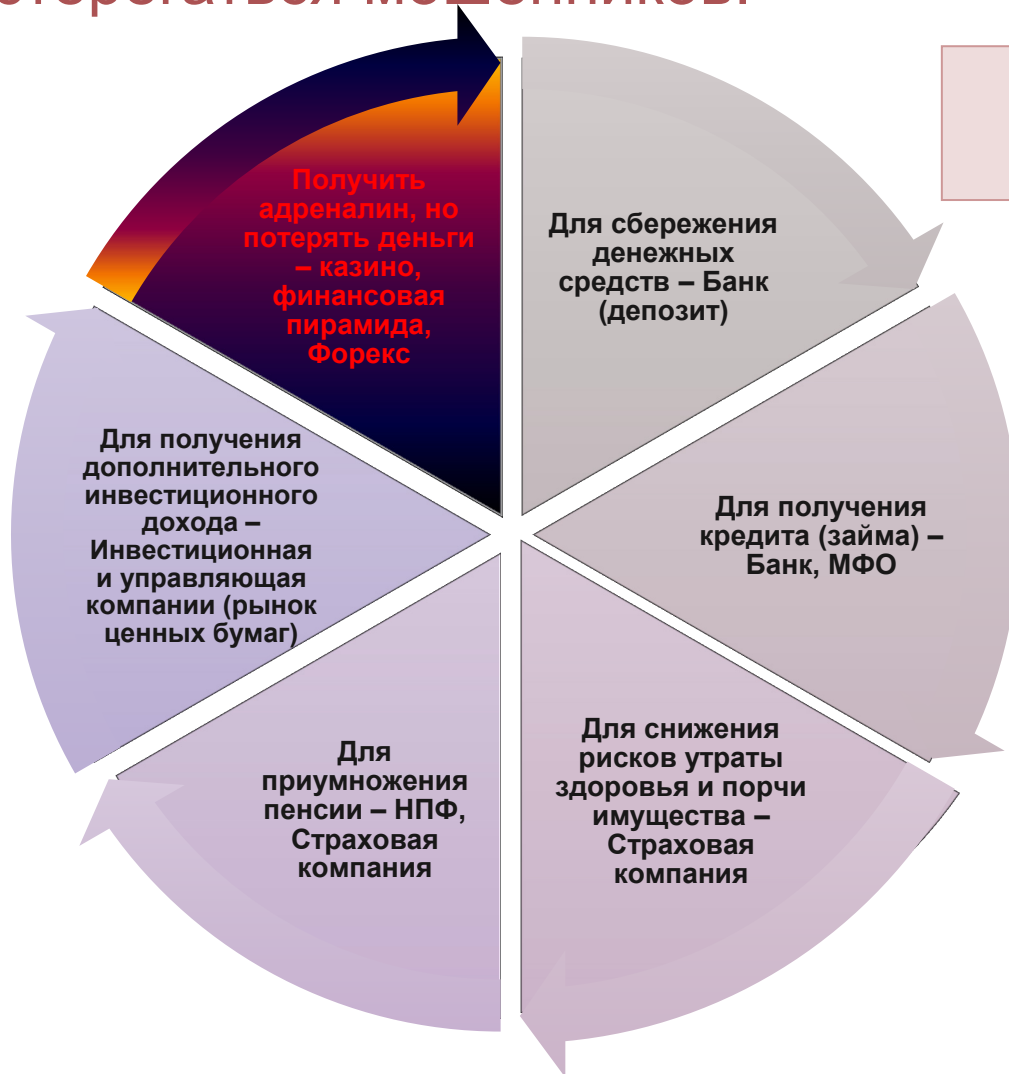 мошенников.
Для сбережения
денежных
средств – Банк
(депозит)
Для получения
кредита (займа) –
Банк, МФО
Для снижения
рисков утраты
здоровья и порчи
имущества –
Страховая
компания
Для
приумножения
пенсии – НПФ,
Страховая
компания
Для получения
дополнительного
инвестиционного
дохода –
Инвестиционная
и управляющая
компании (рынок
ценных бумаг)
Получить
адреналин, но
потерять деньги
– казино,
финансовая
пирамида,
Форекс